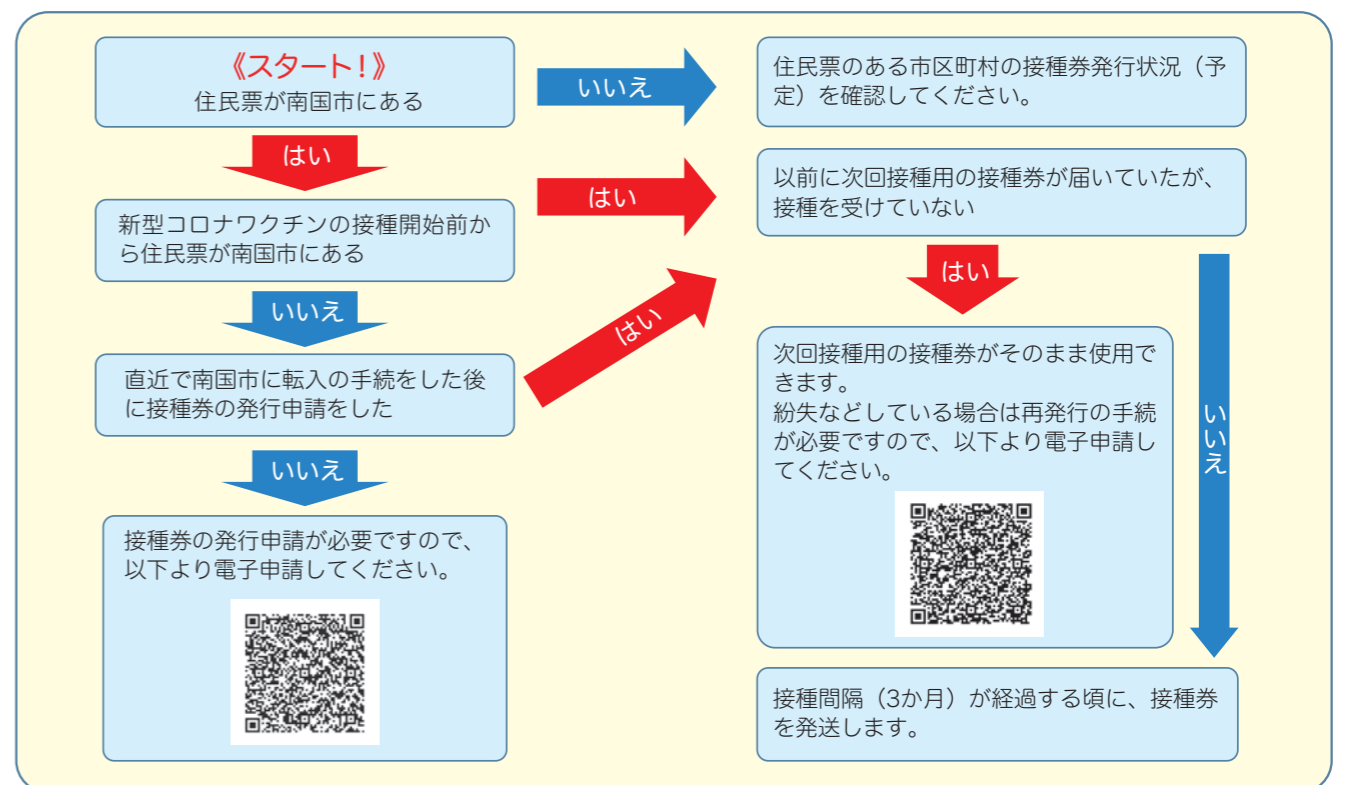 《スタート！》
住民票が南国市にある
いいえ
住民票のある市区町村の接種券発行状況（予
定）を確認してください。
はい
新型コロナワクチンの接種開始前か
ら住民票が南国市にある
はい
以前に次回接種用の接種券が届いていたが、
接種を受けていない
いいえ
直近で南国市に転入の手続をした後
に接種券の発行申請をした
はい
はい
次回接種用の接種券がそのまま使用で
きます。
紛失などしている場合は再発行の手続
が必要ですので、以下より電子申請し
てください。
いいえ
いいえ
接種券の発行申請が必要ですので、
以下より電子申請してください。
接種間隔（3か月）が経過する頃に、接種券
を発送します。